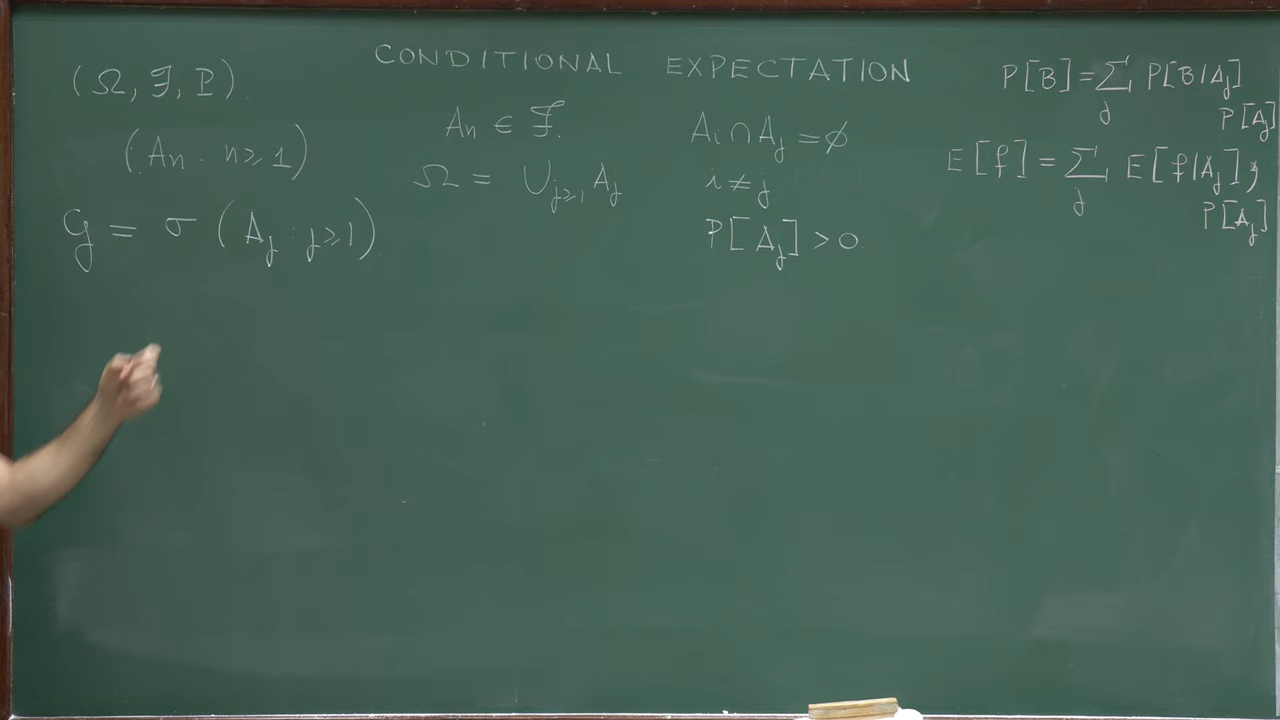 CONDITIONAL EXPECTATION
(Ω, ℱ, P)
(An : n ≥ 1)
An ∈ ℱ.
Ai ∩ Aj = ∅
Ω = ∪j≥1 Aj
i ≠ j
𝒢 = σ (Aj : j ≥ 1)
P[Aj] > 0
P[B] = Σj P[B|Aj]
P[Aj]
E[f] = Σj E[f|Aj]
P[Aj]